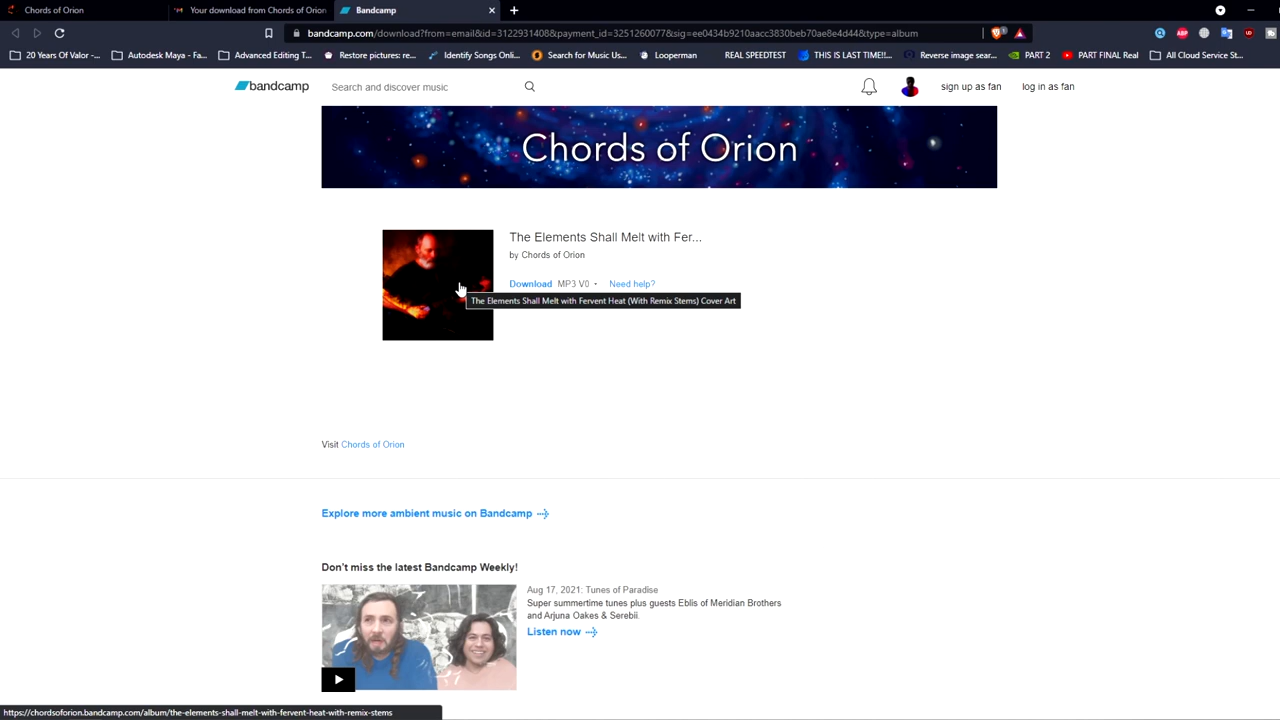 Chords of Orion
Your download from Chords of Orion
Bandcamp
bandcamp.com/download?from=email&id=3122931408&payment_id=3251260077&sig=ee0434b9210aacc3830beb70ae8e4d44&type=album
20 Years Of Valor -...
Autodesk Maya - Fa...
Advanced Editing T...
Restore pictures: re...
Identify Songs Onli...
Search for Music Us...
Looperman
REAL SPEEDTEST
THIS IS LAST TIME!!...
Reverse image sear...
PART 2
PART FINAL Real
All Cloud Service St...
bandcamp
Search and discover music
sign up as fan
log in as fan
Chords of Orion
The Elements Shall Melt with Fer...
by Chords of Orion
Download MP3 V0 • Need help?
The Elements Shall Melt with Fervent Heat (With Remix Stems) Cover Art
Visit Chords of Orion
Explore more ambient music on Bandcamp
Don't miss the latest Bandcamp Weekly!
Aug 17, 2021: Tunes of Paradise
Super summertime tunes plus guests Eblis of Meridian Brothers
and Arjuna Oakes & Serebii.
Listen now
https://chordsoforion.bandcamp.com/album/the-elements-shall-melt-with-fervent-heat-with-remix-stems